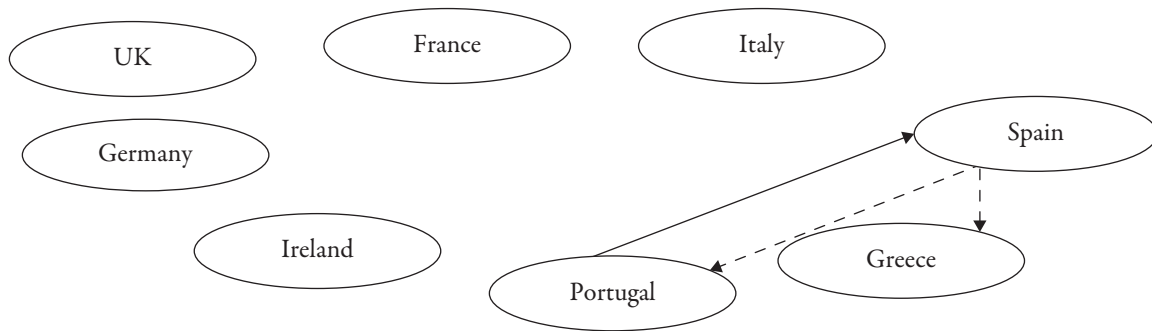 UK
France
Italy
Germany
Spain
Ireland
Portugal
Greece